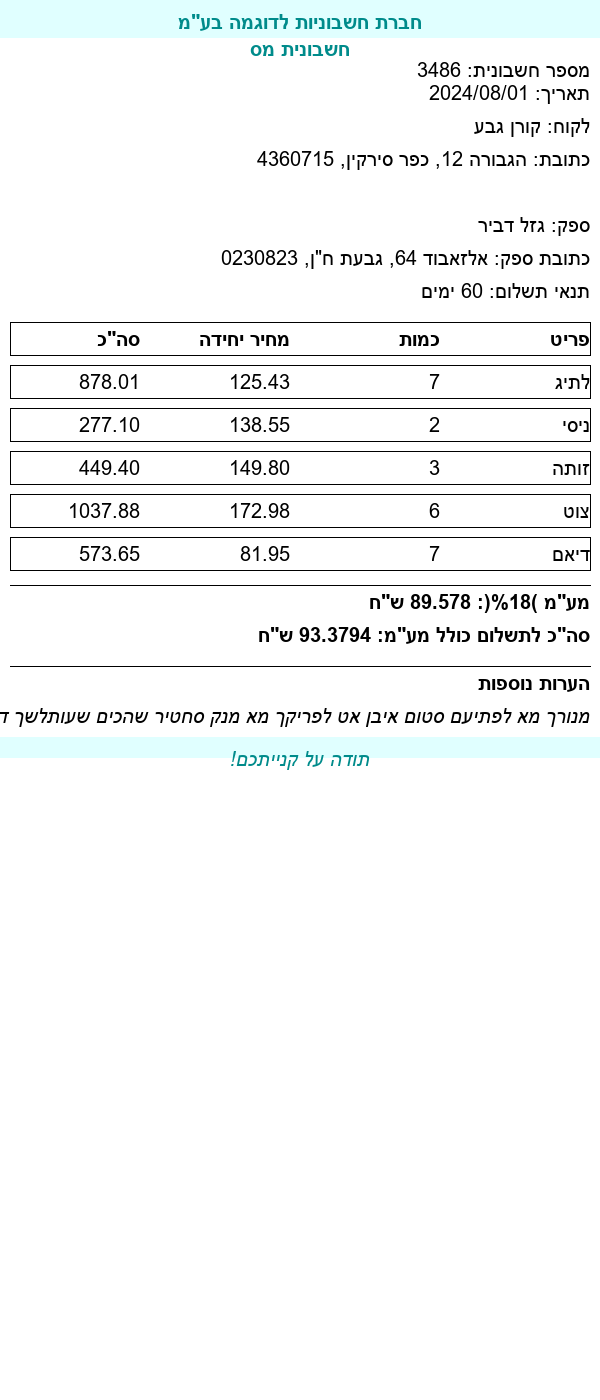 חברת חשבוניות לדוגמה בע"מ
חשבונית מס
מספר חשבונית: 3486
תאריך: 2024/08/01
לקוח: קורן גבע
כתובת: הגבורה 12, כפר סירקין, 4360715
ספק: גזל דביר
כתובת ספק: אלזאבוד 64, גבעת ח"ן, 0230823
תנאי תשלום: 60 ימים
פריט כמות מחיר יחידה סה"כ
לתיג 7 125.43 878.01
ניסי 2 138.55 277.10
זותה 3 149.80 449.40
צוט 6 172.98 1037.88
דיאם 7 81.95 573.65
מע"מ )18%(: 89.578 ש"ח
סה"כ לתשלום כולל מע"מ: 93.3794 ש"ח
הערות נוספות
מנורך מא לפתיעם סטום איבן אט לפריקך מא מנק סחטיר שהכים שעותלשך
תודה על קנייתכם!